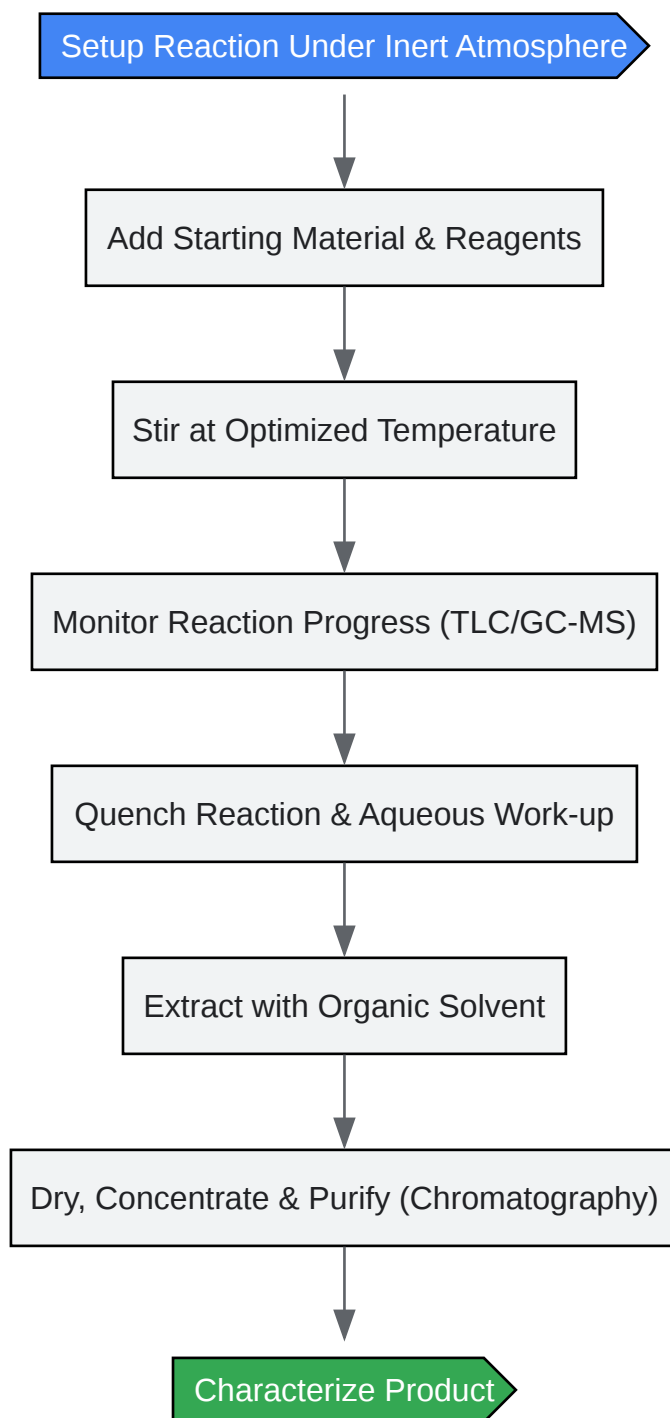 Setup Reaction Under Inert Atmosphere
Add Starting Material & Reagents
Stir at Optimized Temperature
Monitor Reaction Progress (TLC/GC-MS)
Quench Reaction & Aqueous Work-up
Extract with Organic Solvent
Dry, Concentrate & Purify (Chromatography)
Characterize Product